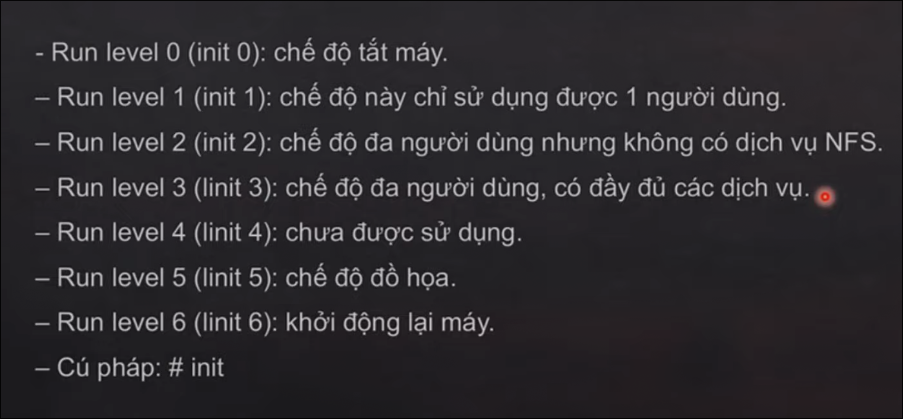 - Run level 0 (init 0): chế độ tắt máy.
– Run level 1 (init 1): chế độ này chỉ sử dụng được 1 người dùng.
– Run level 2 (init 2): chế độ đa người dùng nhưng không có dịch vụ NFS.
– Run level 3 (linit 3): chế độ đa người dùng, có đầy đủ các dịch vụ.
– Run level 4 (linit 4): chưa được sử dụng.
– Run level 5 (linit 5): chế độ đồ họa.
– Run level 6 (linit 6): khởi động lại máy.
– Cú pháp: # init